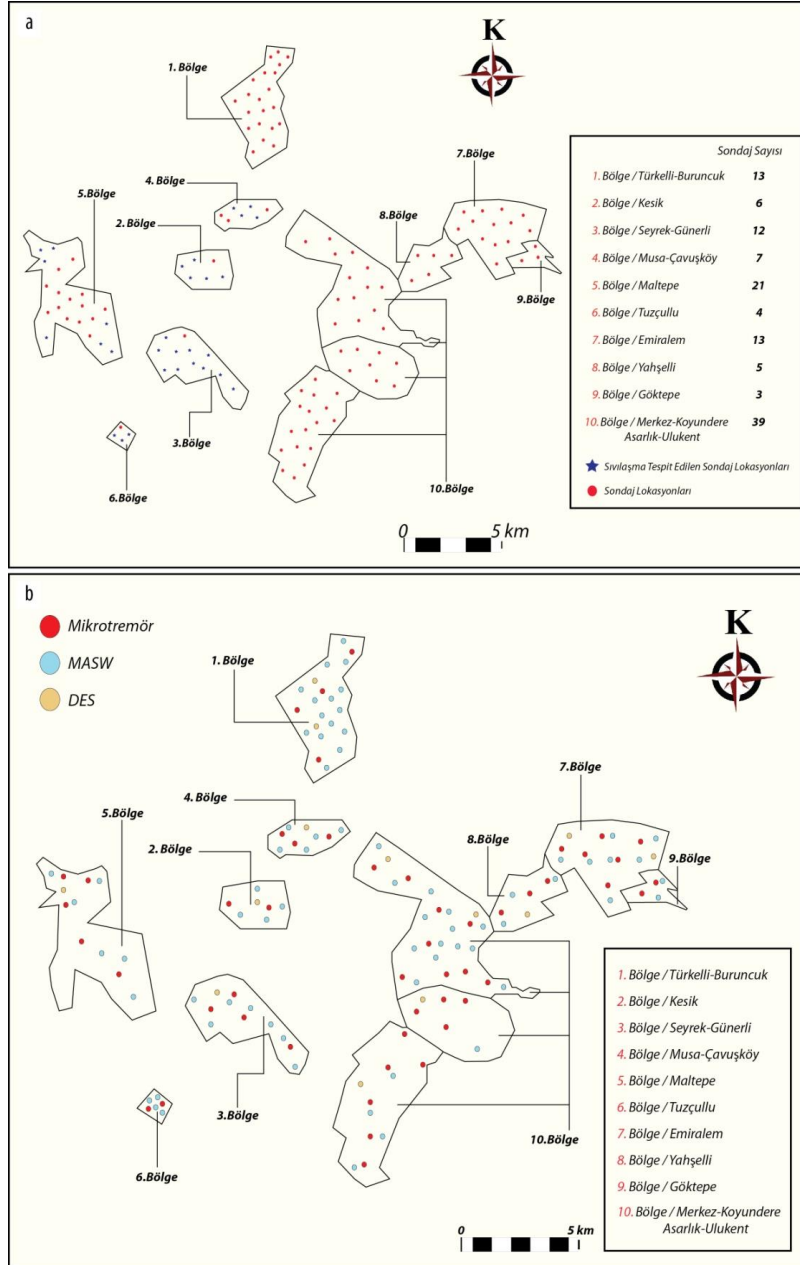 a
K
1. Bölge
4. Bölge
5.Bölge
2. Bölge
7.Bölge
8.Bölge
9.Bölge
3.Bölge
6.Bölge
10.Bölge
Sondaj Sayısı
1. Bölge / Türkelli-Buruncuk 13
2. Bölge / Kesik 6
3. Bölge / Seyrek-Günerli 12
4. Bölge / Musa-Çavuşköy 7
5. Bölge / Maltepe 21
6. Bölge / Tuzçullu 4
7. Bölge / Emiralem 13
8. Bölge / Yahşelli 5
9. Bölge / Göktepe 3
10. Bölge / Merkez-Koyundere 39
Asarlık-Ulukent
Sıvılaşma Tespit Edilen Sondaj Lokasyonları
Sondaj Lokasyonları
0 5 km
b
Mikrotremör
MASW
DES
K
1. Bölge
4. Bölge
5.Bölge
2. Bölge
7.Bölge
8.Bölge
9.Bölge
3.Bölge
6.Bölge
10.Bölge
1. Bölge / Türkelli-Buruncuk
2. Bölge / Kesik
3. Bölge / Seyrek-Günerli
4. Bölge / Musa-Çavuşköy
5. Bölge / Maltepe
6. Bölge / Tuzçullu
7. Bölge / Emiralem
8. Bölge / Yahşelli
9. Bölge / Göktepe
10. Bölge / Merkez-Koyundere
Asarlık-Ulukent
0 5 km